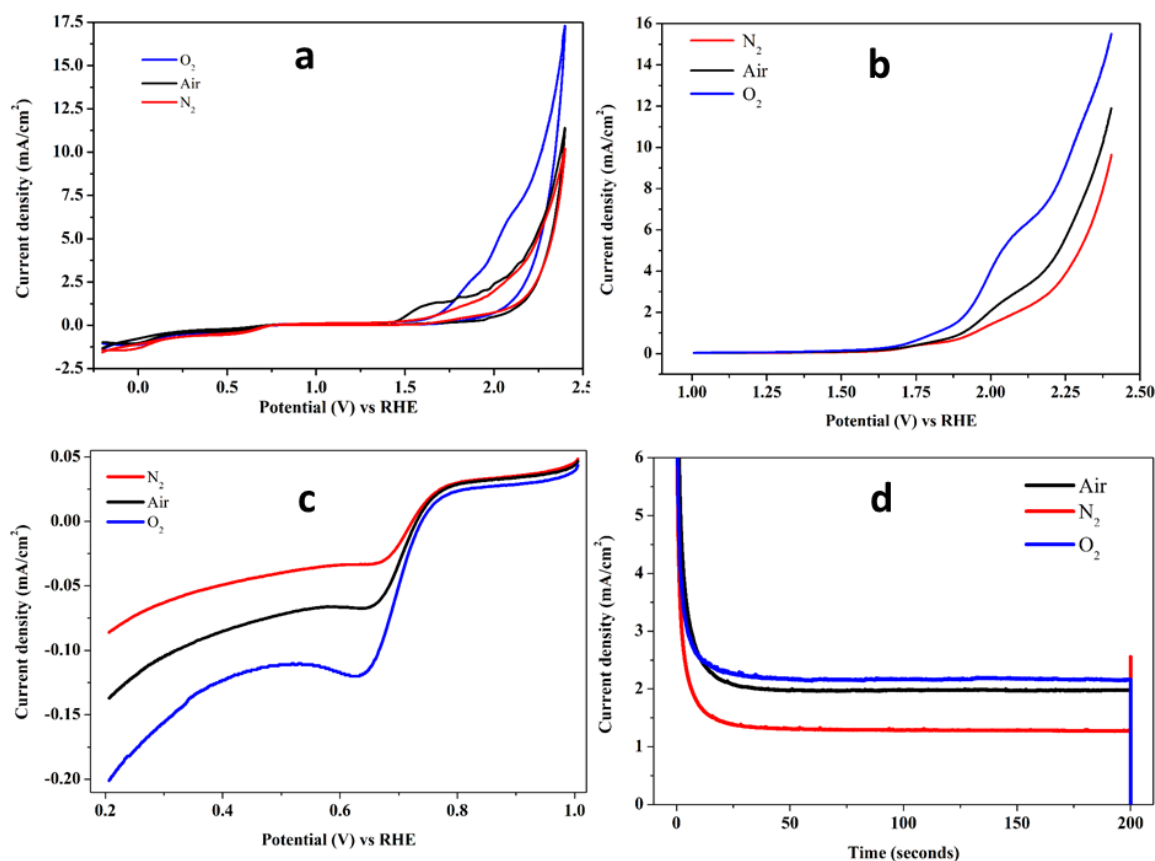 a
O₂
Air
N₂
Current density (mA/cm²)
17.5
15.0
12.5
10.0
7.5
5.0
2.5
0.0
-2.5
0.0 0.5 1.0 1.5 2.0 2.5
Potential (V) vs RHE
b
N₂
Air
O₂
Current density (mA/cm²)
16
14
12
10
8
6
4
2
0
1.00 1.25 1.50 1.75 2.00 2.25 2.50
Potential (V) vs RHE
c
N₂
Air
O₂
Current density (mA/cm²)
0.05
0.00
-0.05
-0.10
-0.15
-0.20
0.2 0.4 0.6 0.8 1.0
Potential (V) vs RHE
d
Air
N₂
O₂
Current density (mA/cm²)
6
5
4
3
2
1
0
0 50 100 150 200
Time (seconds)